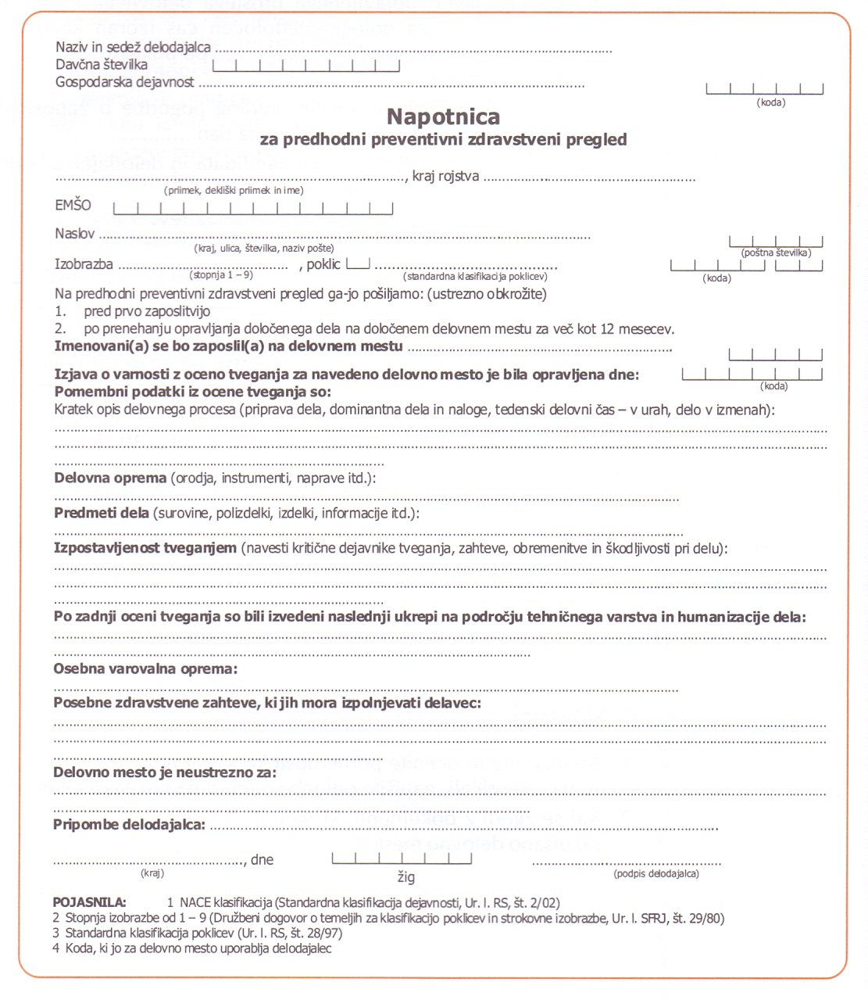 Naziv in sedež delodajalca
Davčna številka
Gospodarska dejavnost
(koda)
Napotnica
za predhodni preventivni zdravstveni pregled
, kraj rojstva
(priimek, dekliški priimek in ime)
EMŠO
Naslov
(kraj, ulica, številka, naziv pošte)
(poštna številka)
Izobrazba , poklic
(stopnja 1 – 9) (standardna klasifikacija poklicev) (koda)
Na predhodni preventivni zdravstveni pregled ga-jo pošiljamo: (ustrezno obkrožite)
1. pred prvo zaposlitvijo
2. po prenehanju opravljanja določenega dela na določenem delovnem mestu za več kot 12 mesecev.
Imenovani(a) se bo zaposlil(a) na delovnem mestu
Izjava o varnosti z oceno tveganja za navedeno delovno mesto je bila opravljena dne:
(koda)
Pomembni podatki iz ocene tveganja so:
Kratek opis delovnega procesa (priprava dela, dominantna dela in naloge, tedenski delovni čas – v urah, delo v izmenah):
Delovna oprema (orodja, instrumenti, naprave itd.):
Predmeti dela (surovine, polizdelki, izdelki, informacije itd.):
Izpostavljenost tveganjem (navesti kritične dejavnike tveganja, zahteve, obremenitve in škodljivosti pri delu):
Po zadnji oceni tveganja so bili izvedeni naslednji ukrepi na področju tehničnega varstva in humanizacije dela:
Osebna varovalna oprema:
Posebne zdravstvene zahteve, ki jih mora izpolnjevati delavec:
Delovno mesto je neustrezno za:
Pripombe delodajalca:
, dne
(kraj) žig (podpis delodajalca)
POJASNILA: 1 NACE klasifikacija (Standardna klasifikacija dejavnosti, Ur. l. RS, št. 2/02)
2 Stopnja izobrazbe od 1 – 9 (Družbeni dogovor o temeljih za klasifikacijo poklicev in strokovne izobrazbe, Ur. l. SFRJ, št. 29/80)
3 Standardna klasifikacija poklicev (Ur. l. RS, št. 28/97)
4 Koda, ki jo za delovno mesto uporablja delodajalec